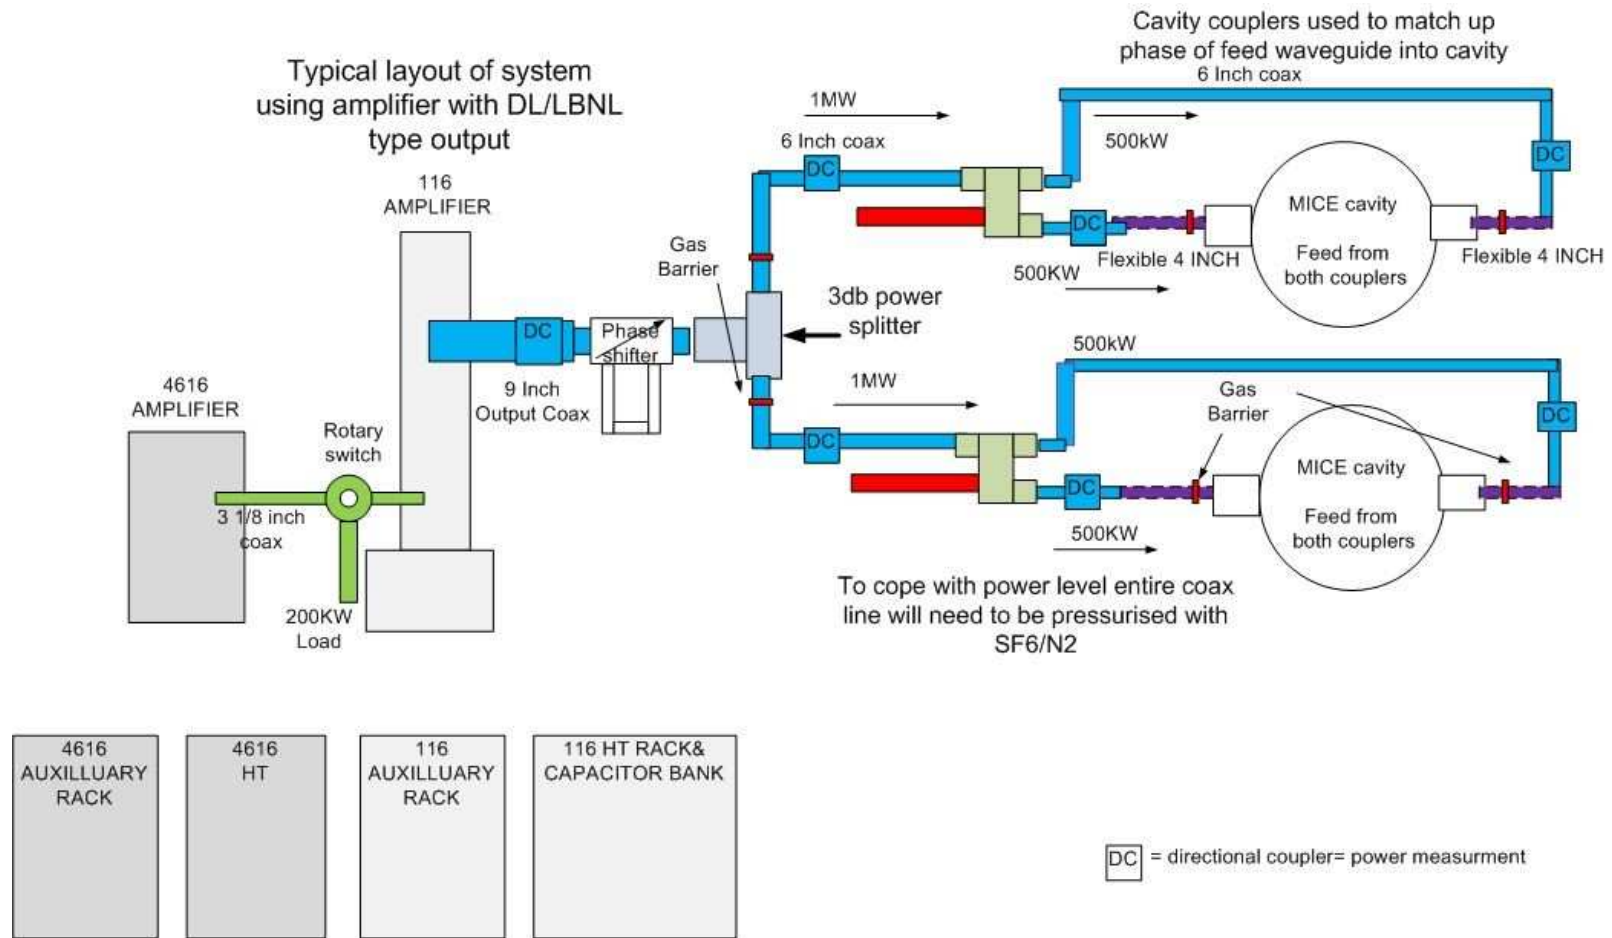 Cavity couplers used to match up
phase of feed waveguide into cavity
6 Inch coax
Typical layout of system
using amplifier with DL/LBNL
type output
1MW
500kW
6 Inch coax
DC
DC
116
AMPLIFIER
MICE cavity
Feed from
both couplers
DC
Flexible 4 INCH
Flexible 4 INCH
500KW
Gas
Barrier
3db power
splitter
DC
Phase
shifter
9 Inch
Output Coax
500kW
1MW
Gas
Barrier
4616
AMPLIFIER
Rotary
switch
DC
DC
MICE cavity
Feed from
both couplers
DC
500KW
3 1/8 inch
coax
200KW
Load
To cope with power level entire coax
line will need to be pressurised with
SF6/N2
4616
AUXILLUARY
RACK
4616
HT
116
AUXILLUARY
RACK
116 HT RACK&
CAPACITOR BANK
DC = directional coupler= power measurment